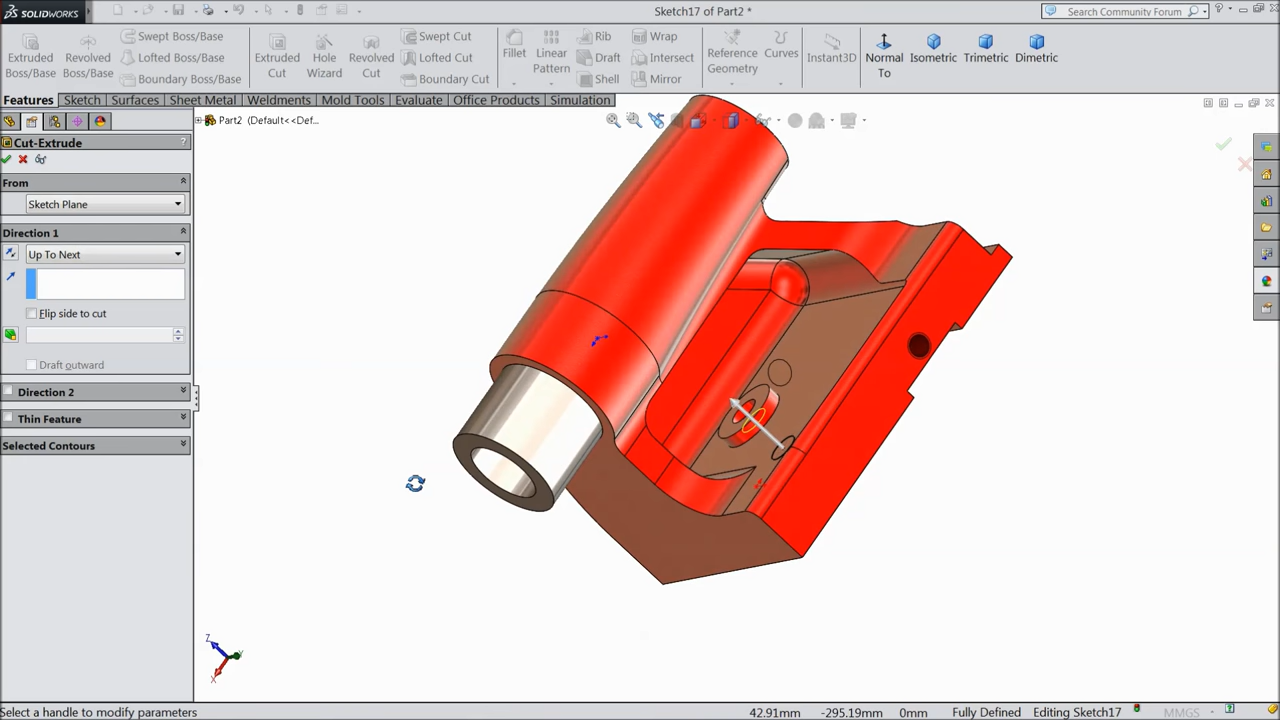 SOLIDWORKS
Sketch17 of Part2 *
Search Community Forum
Extruded Boss/Base
Revolved Boss/Base
Swept Boss/Base
Lofted Boss/Base
Boundary Boss/Base
Extruded Cut
Hole Wizard
Revolved Cut
Swept Cut
Lofted Cut
Boundary Cut
Fillet
Linear Pattern
Rib
Draft
Shell
Wrap
Intersect
Mirror
Reference Geometry
Curves
Instant3D
Normal To
Isometric
Trimetric
Dimetric
Features Sketch Surfaces Sheet Metal Weldments Mold Tools Evaluate Office Products Simulation
Part2 (Default<<Def...
Cut-Extrude ?
From
Sketch Plane
Direction 1
Up To Next
Flip side to cut
Draft outward
Direction 2
Thin Feature
Selected Contours
Z
Y
X
Select a handle to modify parameters 42.91mm -295.19mm 0mm Fully Defined Editing Sketch17 MMGS